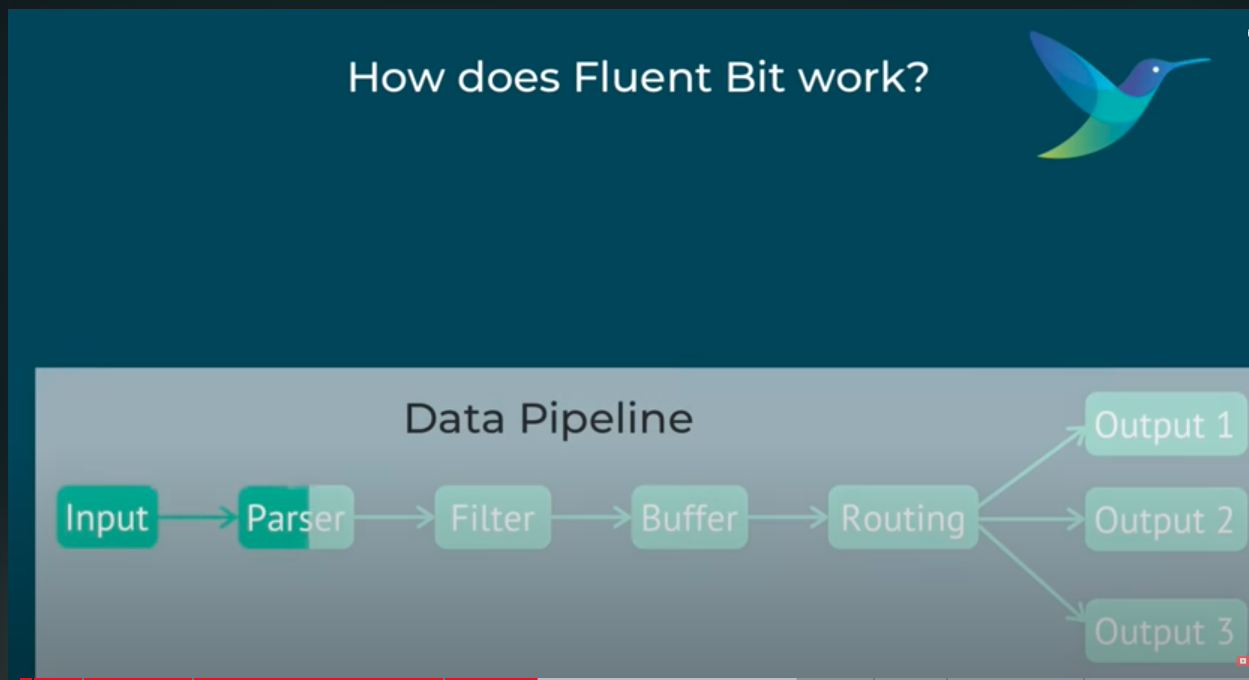 How does Fluent Bit work?
Data Pipeline
Input
Parser
Filter
Buffer
Routing
Output 1
Output 2
Output 3